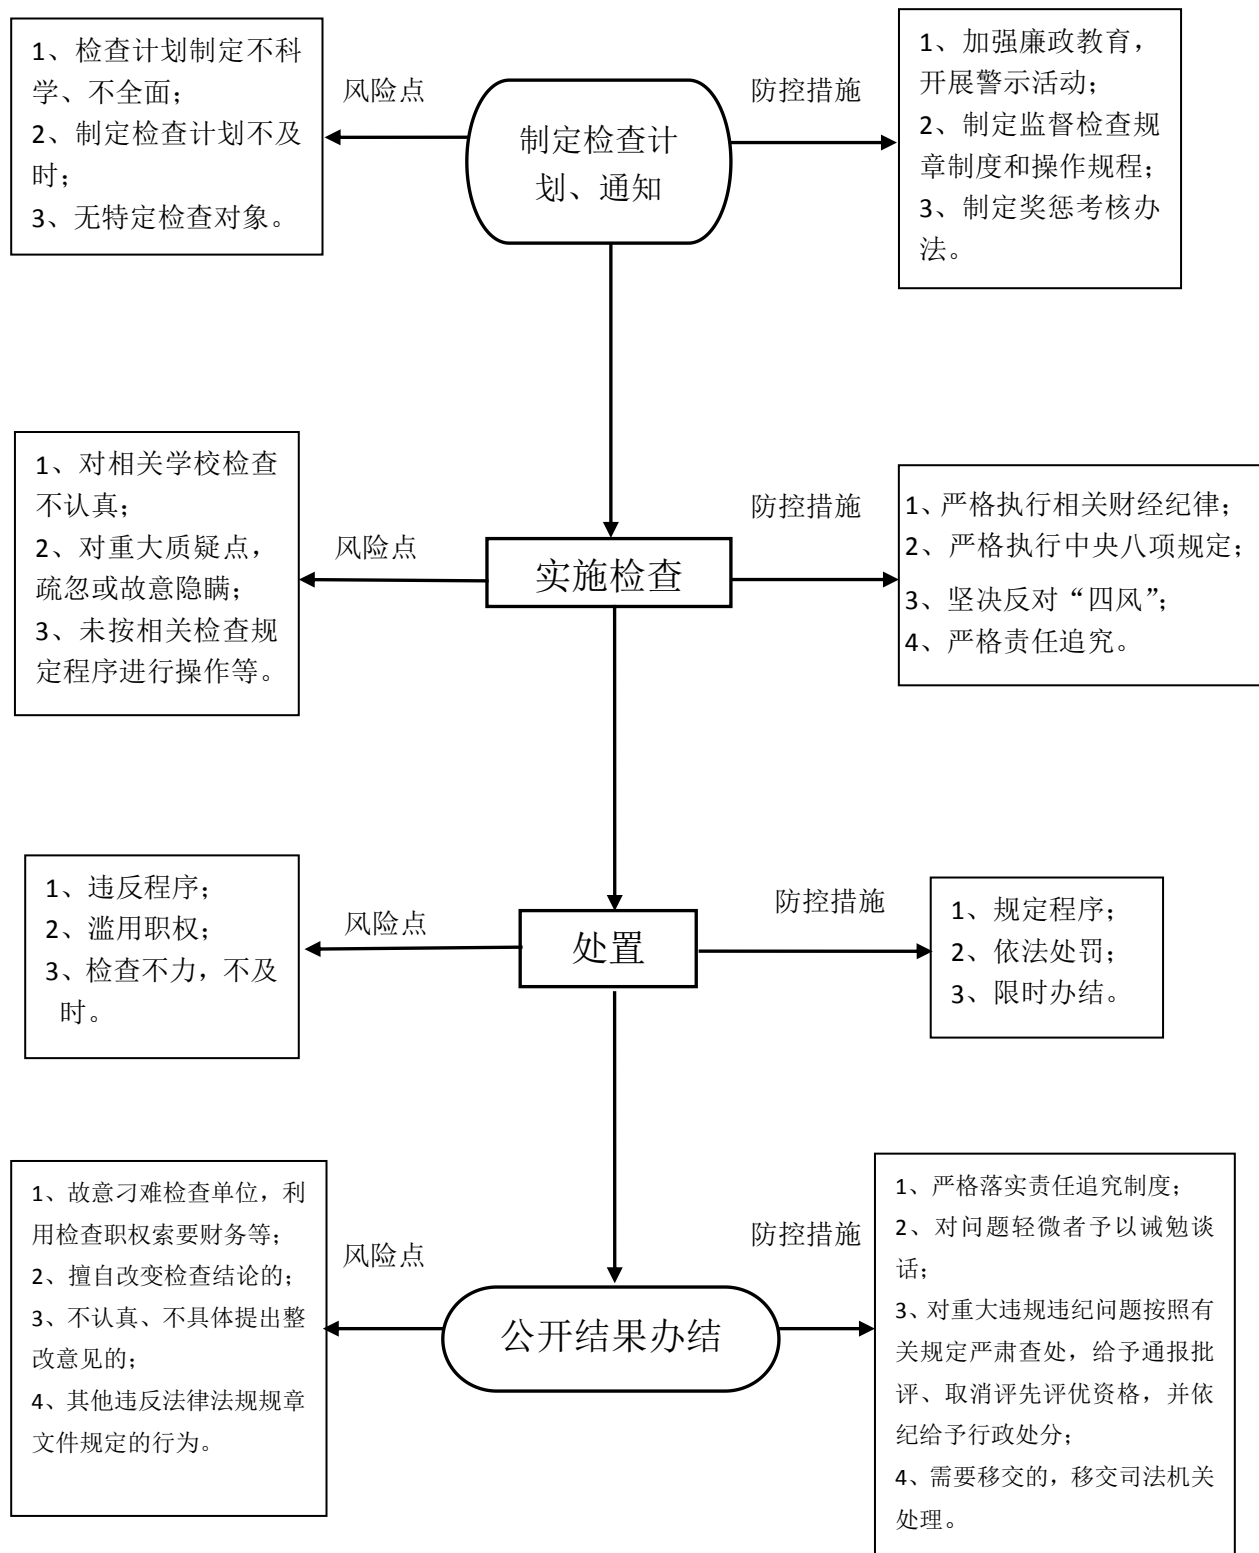 1、检查计划制定不科
学、不全面；
2、制定检查计划不及
时；
3、无特定检查对象。
风险点
制定检查计
划、通知
防控措施
1、加强廉政教育，
开展警示活动；
2、制定监督检查规
章制度和操作规程；
3、制定奖惩考核办
法。
1、对相关学校检查
不认真；
2、对重大质疑点，
疏忽或故意隐瞒；
3、未按相关检查规
定程序进行操作等。
风险点
实施检查
防控措施
1、严格执行相关财经纪律；
2、严格执行中央八项规定；
3、坚决反对“四风”；
4、严格责任追究。
1、违反程序；
2、滥用职权；
3、检查不力，不及
时。
风险点
处置
防控措施
1、规定程序；
2、依法处罚；
3、限时办结。
1、故意刁难检查单位，利
用检查职权索要财务等；
2、擅自改变检查结论的；
3、不认真、不具体提出整
改意见的；
4、其他违反法律法规规章
文件规定的行为。
风险点
公开结果办结
防控措施
1、严格落实责任追究制度；
2、对问题轻微者予以诫勉谈
话；
3、对重大违规违纪问题按照有
关规定严肃查处，给予通报批
评、取消评先评优资格，并依
纪给予行政处分；
4、需要移交的，移交司法机关
处理。